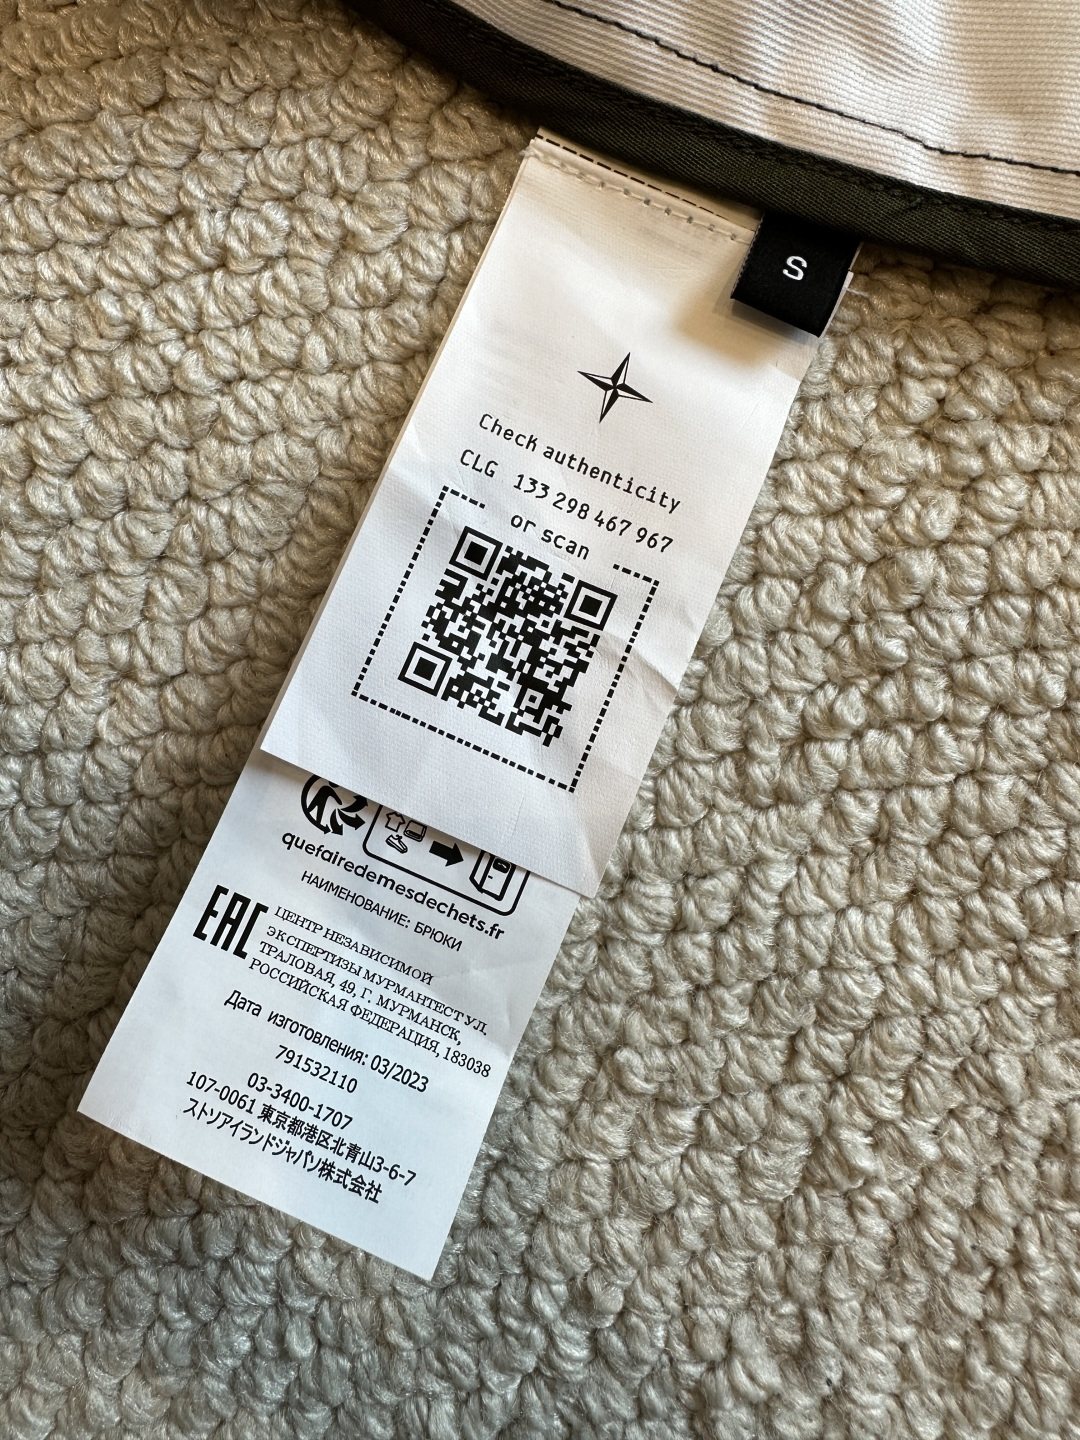 S
Check authenticity
CLG 133 298 467 967
or scan
quefairedemesdechets.fr
НАИМЕНОВАНИЕ: БРЮКИ
EAC
ЦЕНТР НЕЗАВИСИМОЙ
ЭКСПЕРТИЗЫ МУРМАНТЕСТ УЛ.
ТРАЛОВАЯ, 49, Г. МУРМАНСК,
РОССИЙСКАЯ ФЕДЕРАЦИЯ, 183038
Дата изготовления: 03/2023
791532110
03-3400-1707
107-0061 東京都港区北青山3-6-7
ストソアイランドジャパン株式会社